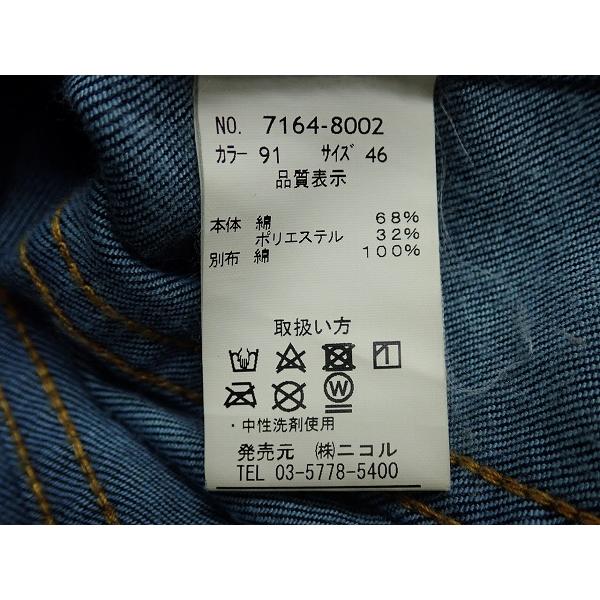 NO. 7164-8002
カラー 91 サイズ 46
品質表示
本体 綿 68%
ポリエステル 32%
別布 綿 100%
取扱い方
W
・中性洗剤使用
発売元 ㈱ニコル
TEL 03-5778-5400